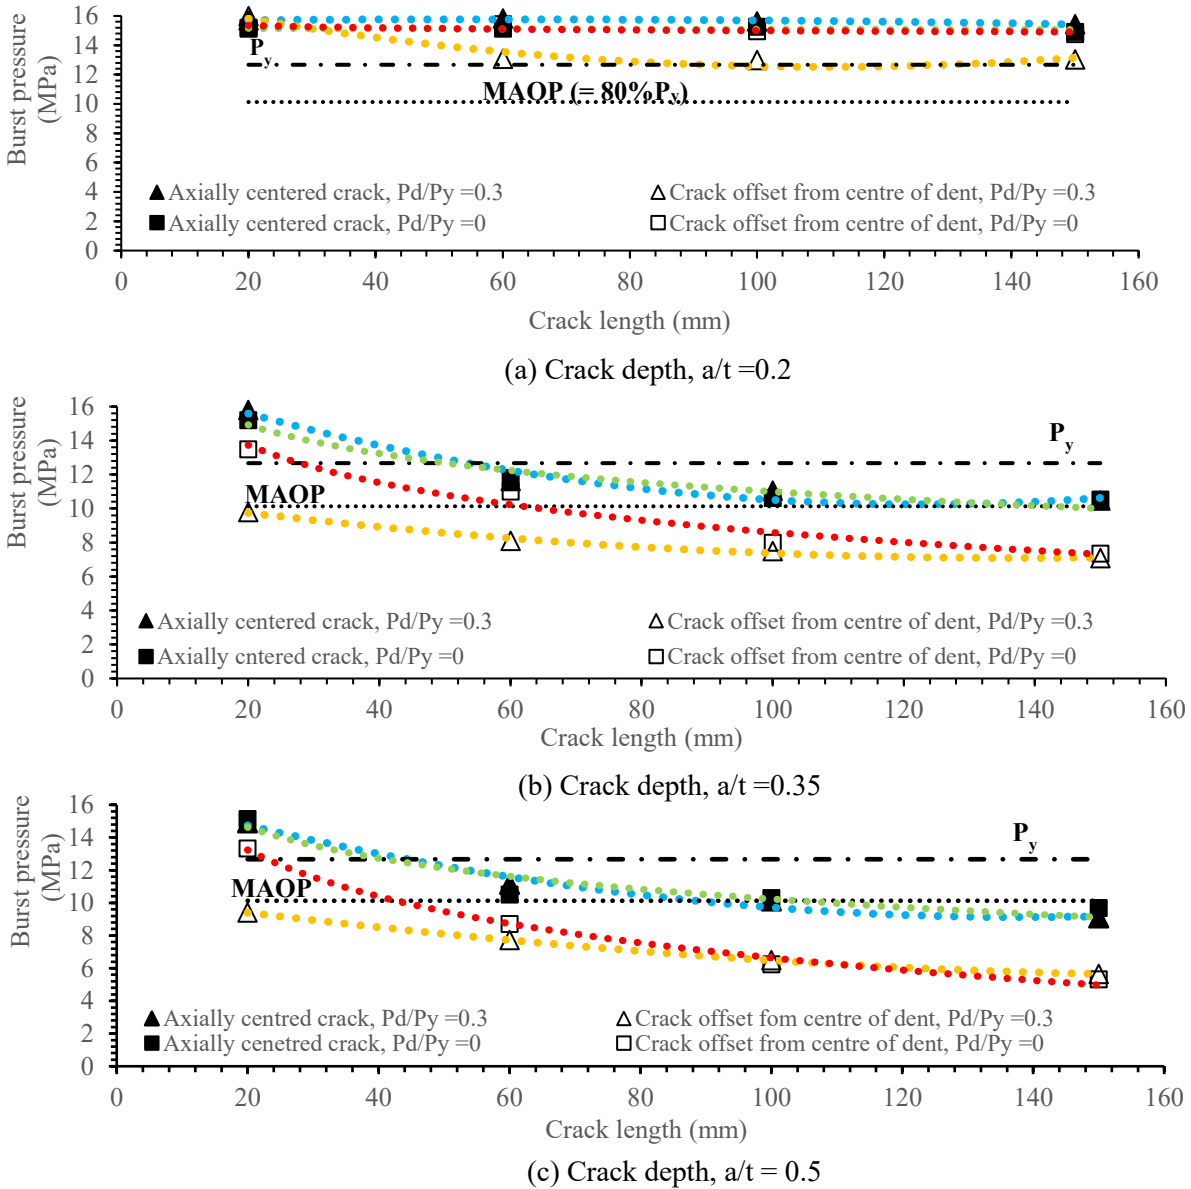 Burst pressure
(MPa)
16
14
12
10
8
6
4
2
0
P_y
MAOP (= 80%P_y)
Axially centered crack, Pd/Py =0.3
Crack offset from centre of dent, Pd/Py =0.3
Axially centered crack, Pd/Py =0
Crack offset from centre of dent, Pd/Py =0
0 20 40 60 80 100 120 140 160
Crack length (mm)
(a) Crack depth, a/t =0.2
Burst pressure
(MPa)
16
14
12
10
8
6
4
2
0
P_y
MAOP
Axially centered crack, Pd/Py =0.3
Crack offset from centre of dent, Pd/Py =0.3
Axially cntered crack, Pd/Py =0
Crack offset from centre of dent, Pd/Py =0
0 20 40 60 80 100 120 140 160
Crack length (mm)
(b) Crack depth, a/t =0.35
Burst pressure
(MPa)
16
14
12
10
8
6
4
2
0
P_y
MAOP
Axially centred crack, Pd/Py =0.3
Crack offset fom centre of dent, Pd/Py =0.3
Axially cenetred crack, Pd/Py =0
Crack offset from centre of dent, Pd/Py =0
0 20 40 60 80 100 120 140 160
Crack length (mm)
(c) Crack depth, a/t = 0.5